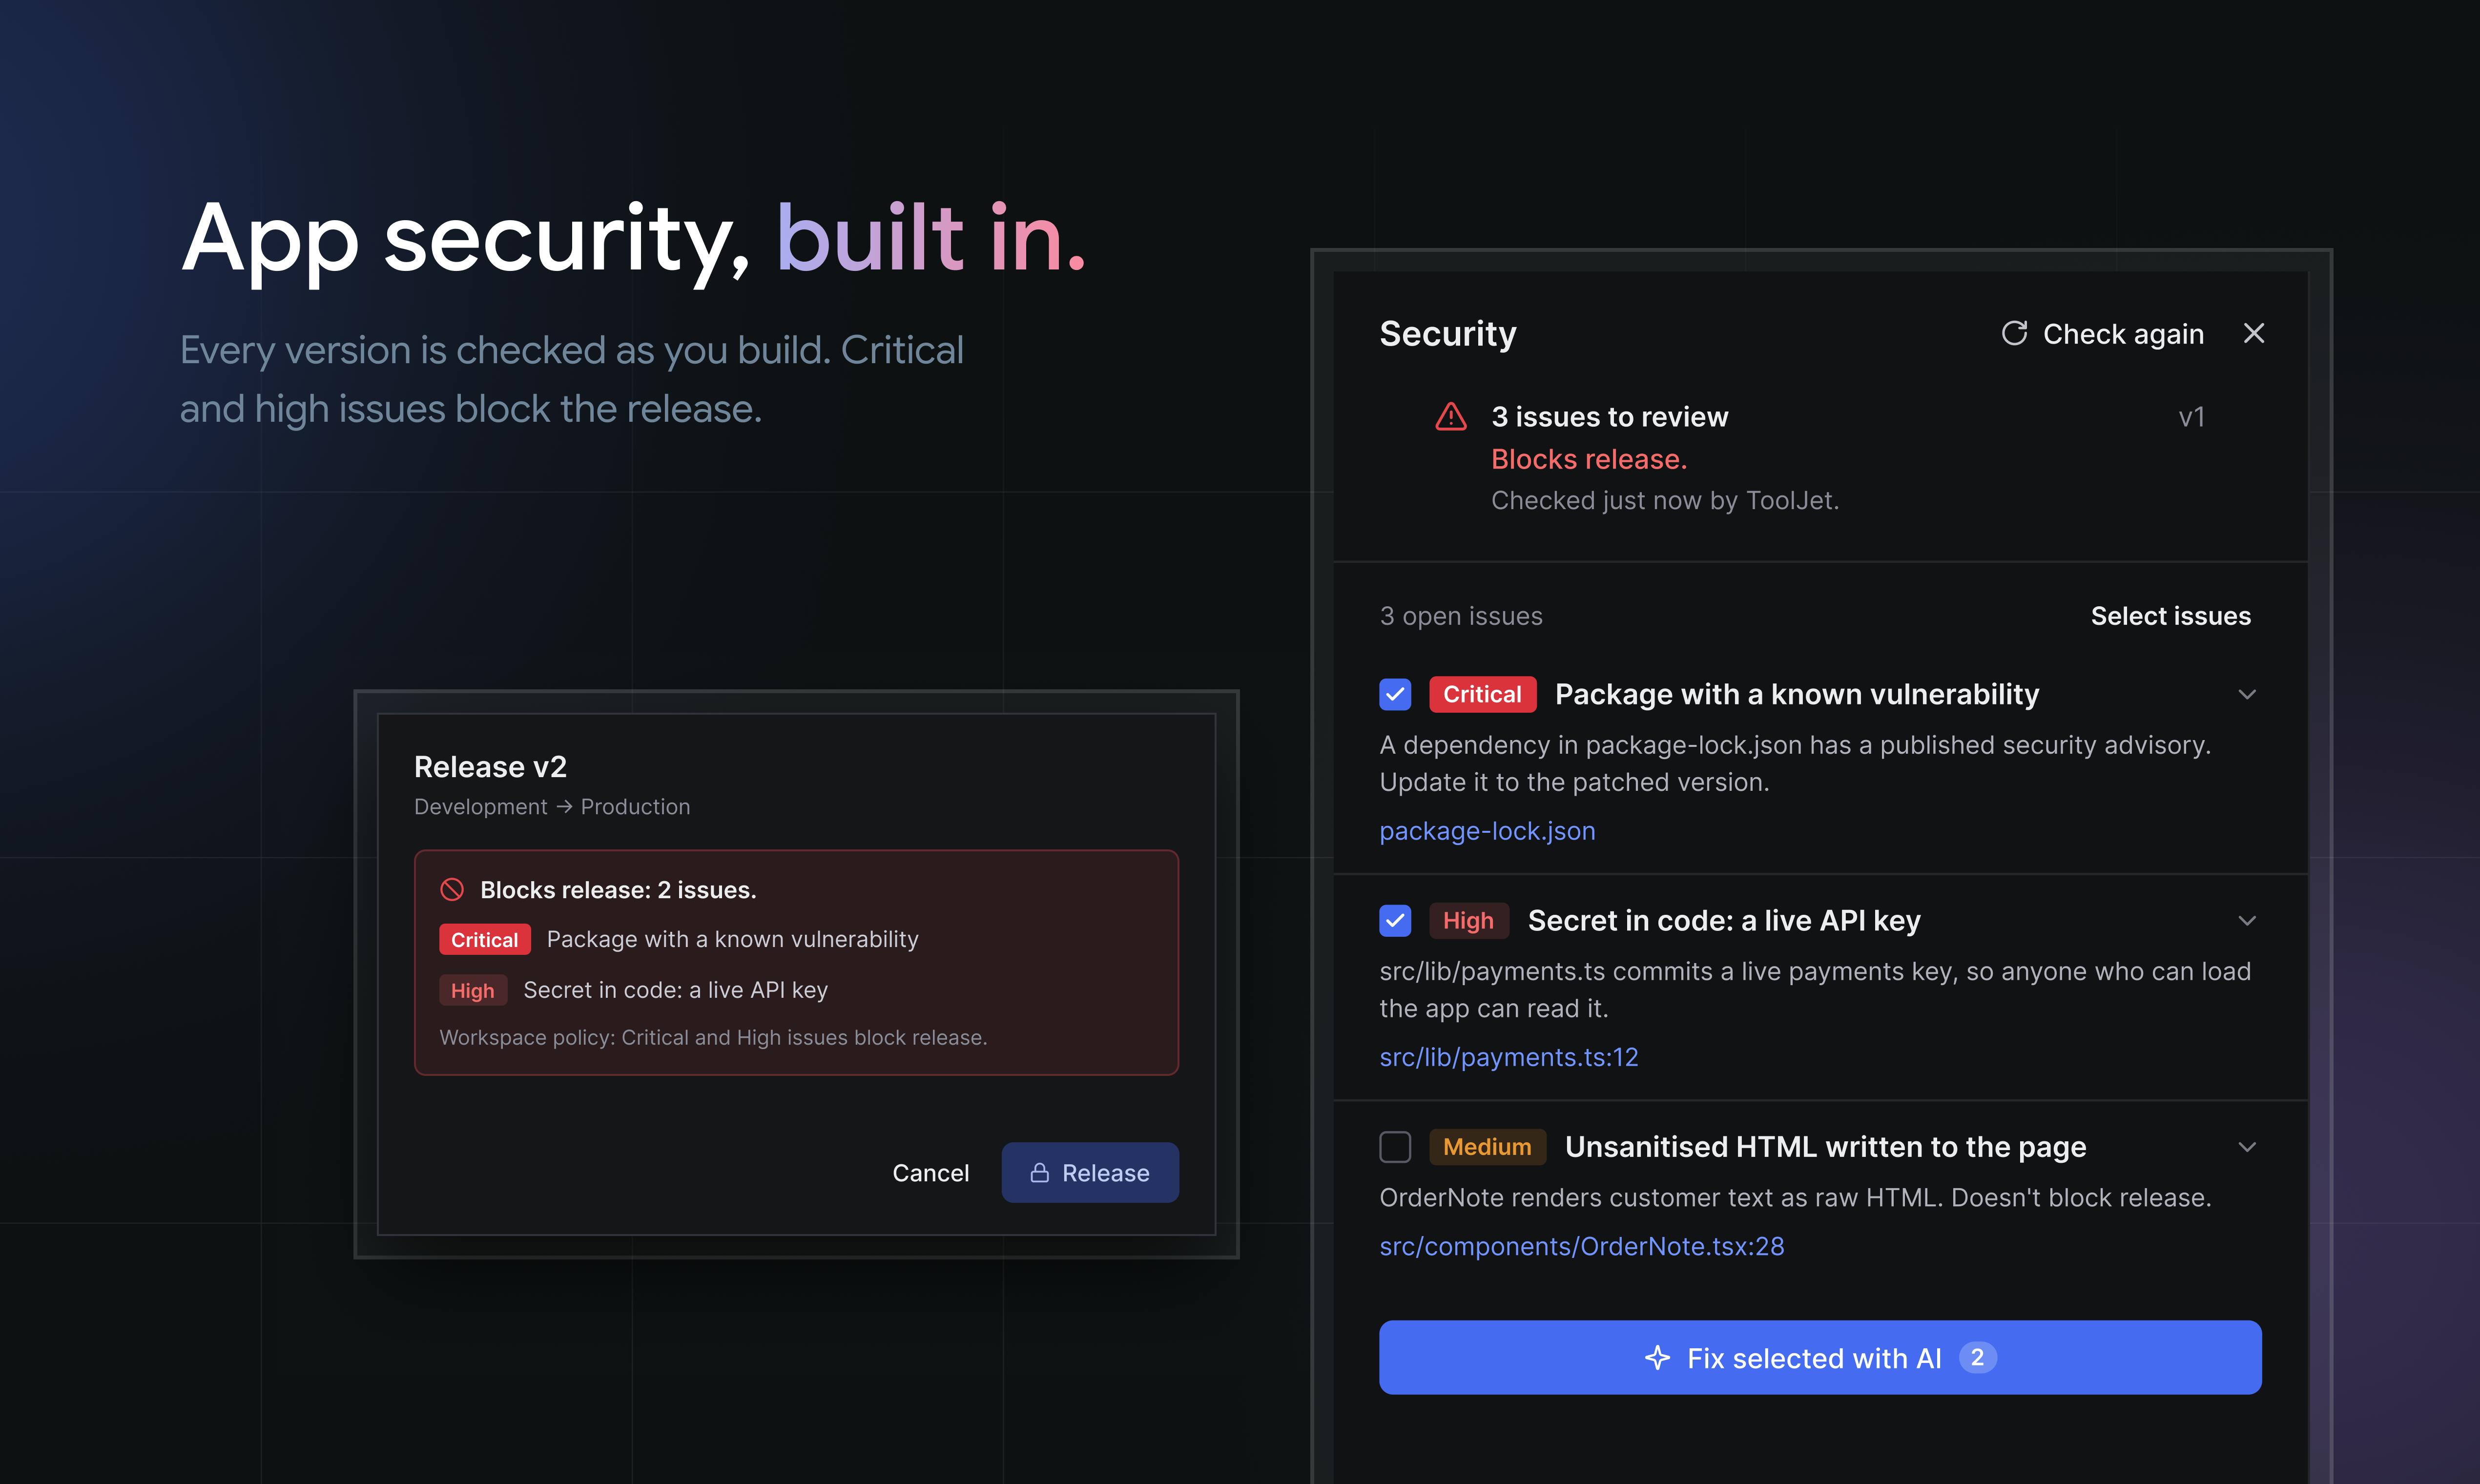 App security, built in.
Every version is checked as you build. Critical
and high issues block the release.
Release v2
Development → Production
Blocks release: 2 issues.
Critical Package with a known vulnerability
High Secret in code: a live API key
Workspace policy: Critical and High issues block release.
Cancel Release
Security Check again
3 issues to review v1
Blocks release.
Checked just now by ToolJet.
3 open issues Select issues
Critical Package with a known vulnerability
A dependency in package-lock.json has a published security advisory.
Update it to the patched version.
package-lock.json
High Secret in code: a live API key
src/lib/payments.ts commits a live payments key, so anyone who can load
the app can read it.
src/lib/payments.ts:12
Medium Unsanitised HTML written to the page
OrderNote renders customer text as raw HTML. Doesn't block release.
src/components/OrderNote.tsx:28
Fix selected with AI 2